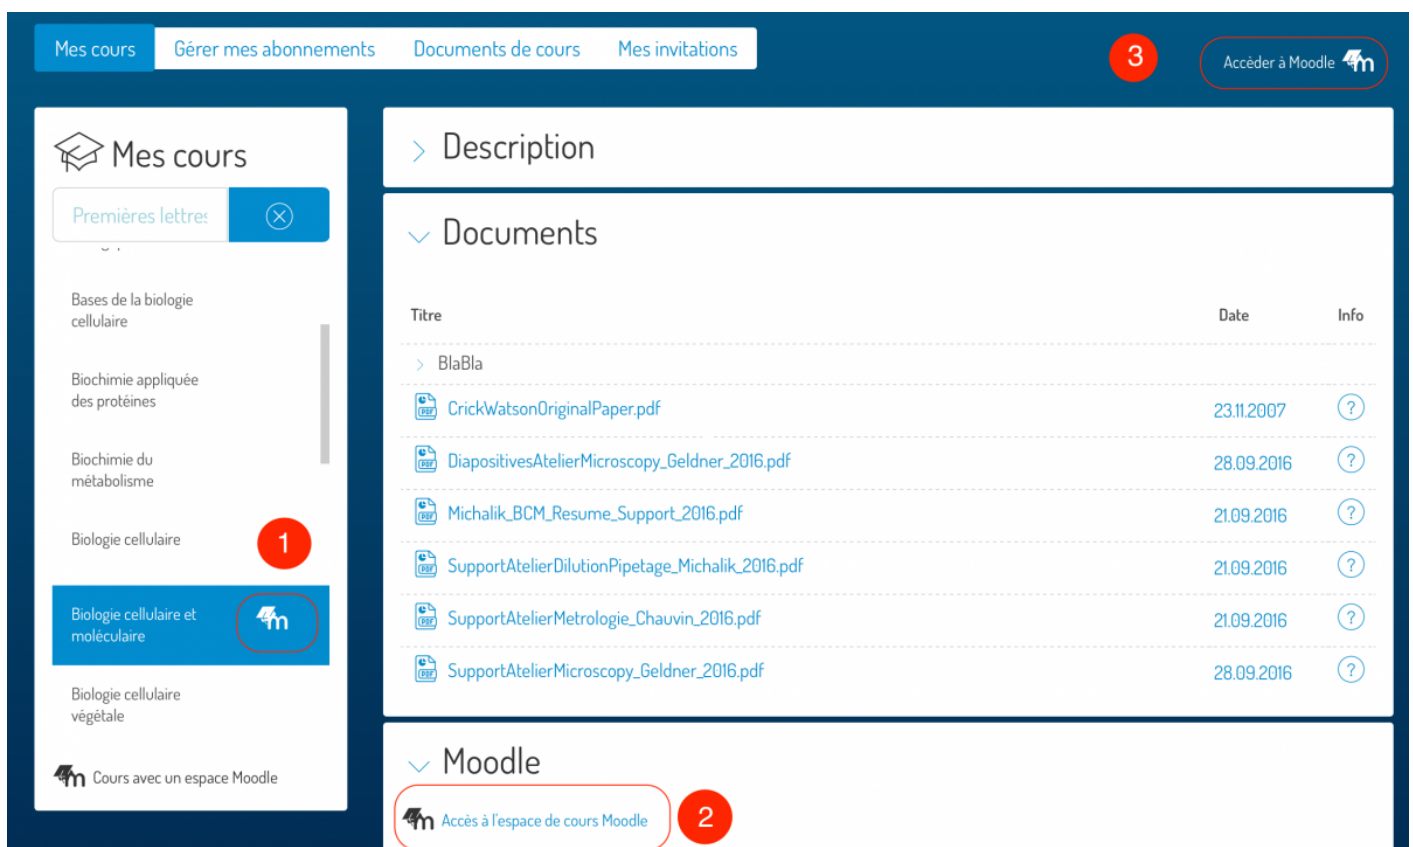 Mes cours
Gérer mes abonnements
Documents de cours
Mes invitations
3
Accèder à Moodle
Mes cours
Premières lettres
Bases de la biologie
cellulaire
Biochimie appliquée
des protéines
Biochimie du
métabolisme
Biologie cellulaire
1
Biologie cellulaire et
moléculaire
Biologie cellulaire
végétale
Cours avec un espace Moodle
Description
Documents
Titre Date Info
BlaBla
CrickWatsonOriginalPaper.pdf 23.11.2007 ?
DiapositivesAtelierMicroscopy_Geldner_2016.pdf 28.09.2016 ?
Michalik_BCM_Resume_Support_2016.pdf 21.09.2016 ?
SupportAtelierDilutionPipetage_Michalik_2016.pdf 21.09.2016 ?
SupportAtelierMetrologie_Chauvin_2016.pdf 21.09.2016 ?
SupportAtelierMicroscopy_Geldner_2016.pdf 28.09.2016 ?
Moodle
Accès à l'espace de cours Moodle
2